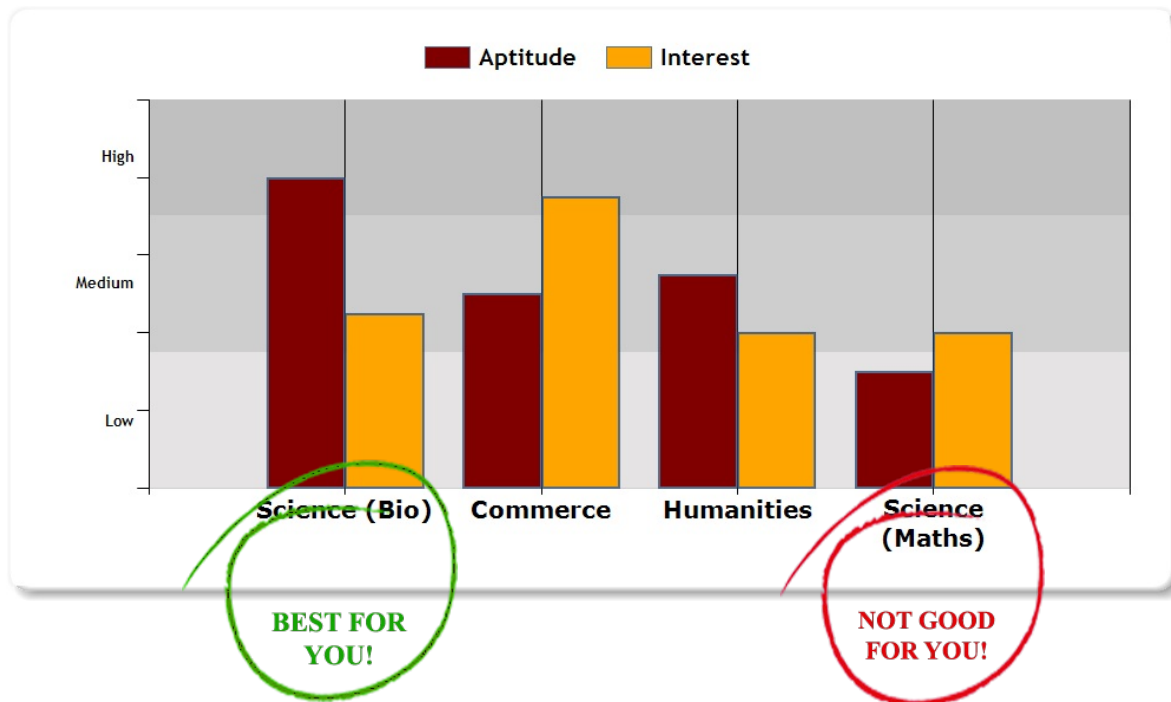 Aptitude Interest
High
Medium
Low
Science (Bio) Commerce Humanities Science
(Maths)
BEST FOR
YOU!
NOT GOOD
FOR YOU!